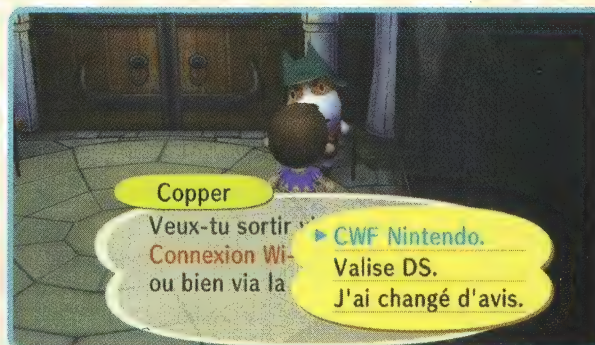 Copper
Veux-tu sortir
Connexion Wi-
ou bien via la
CWF Nintendo.
Valise DS.
J'ai changé d'avis.